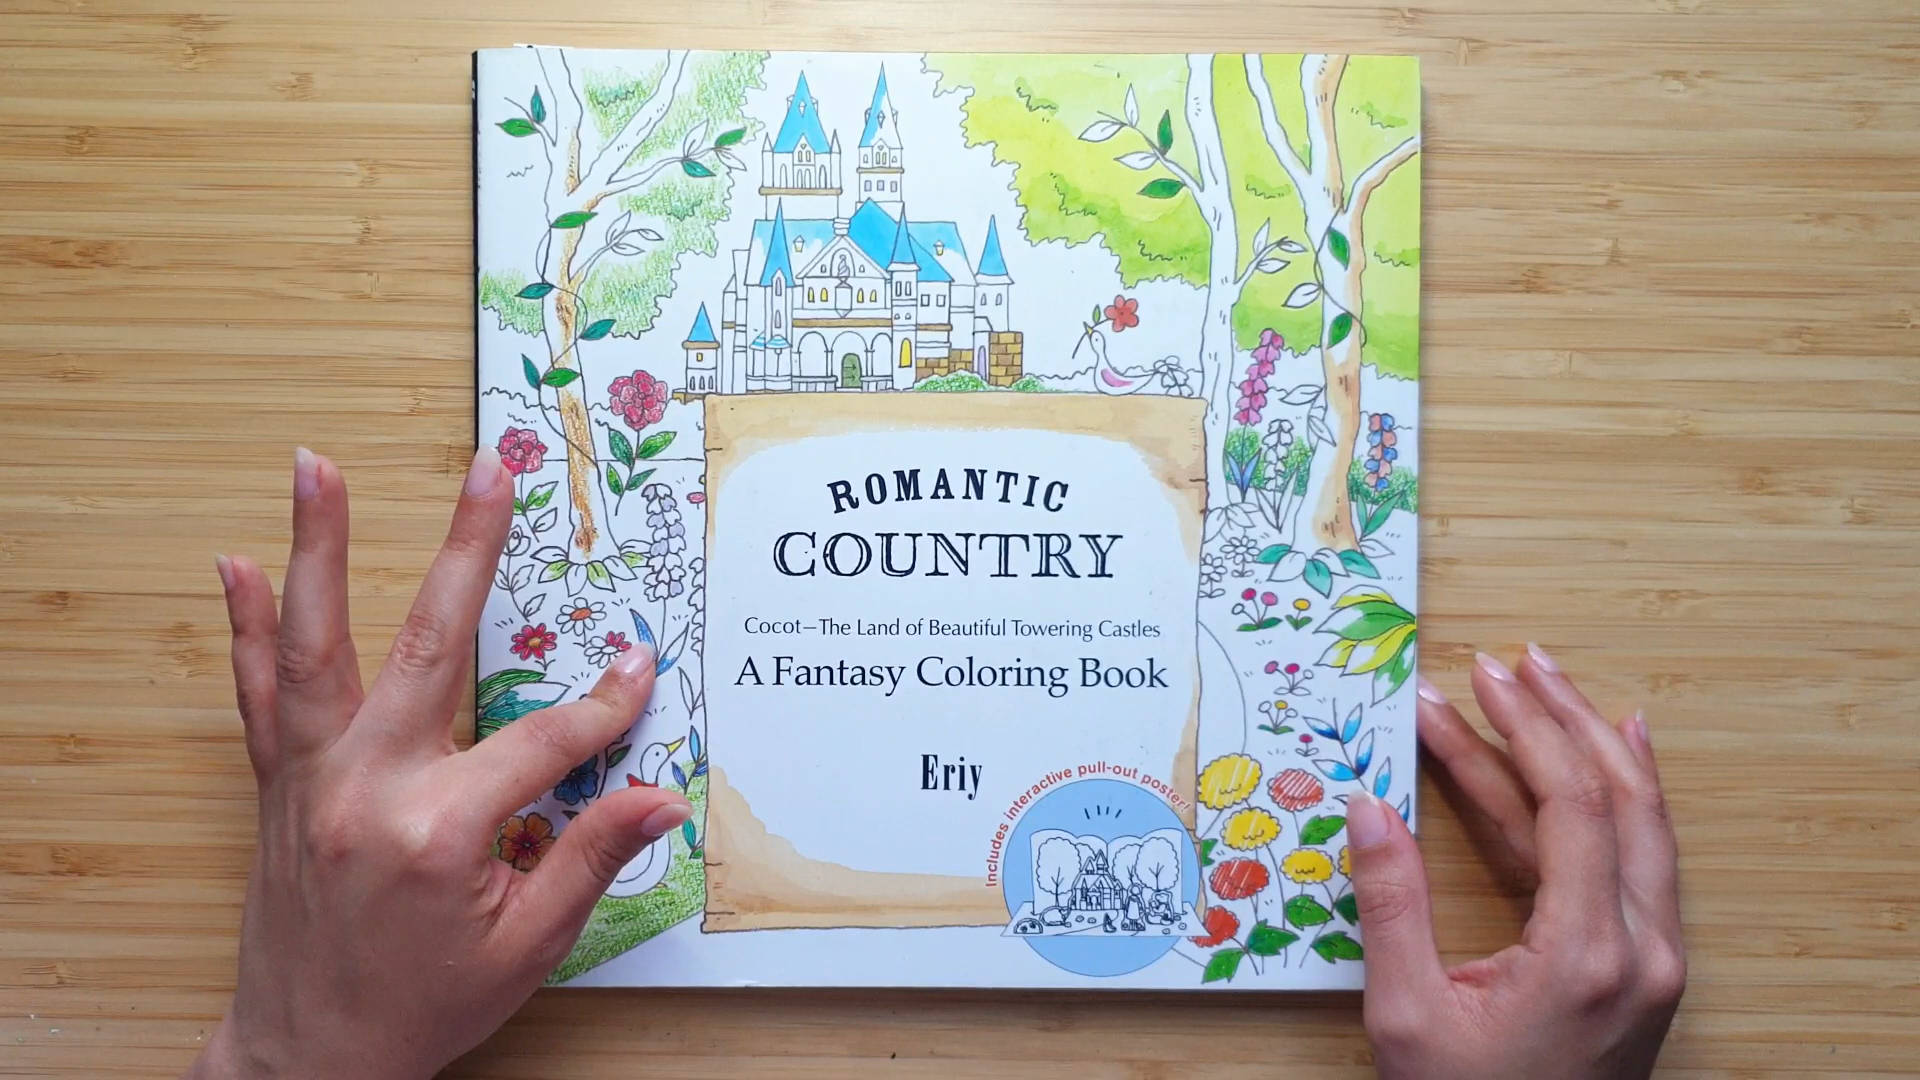 ROMANTIC
COUNTRY
Cocot—The Land of Beautiful Towering Castles
A Fantasy Coloring Book
Eriy
Includes interactive pull-out poster!